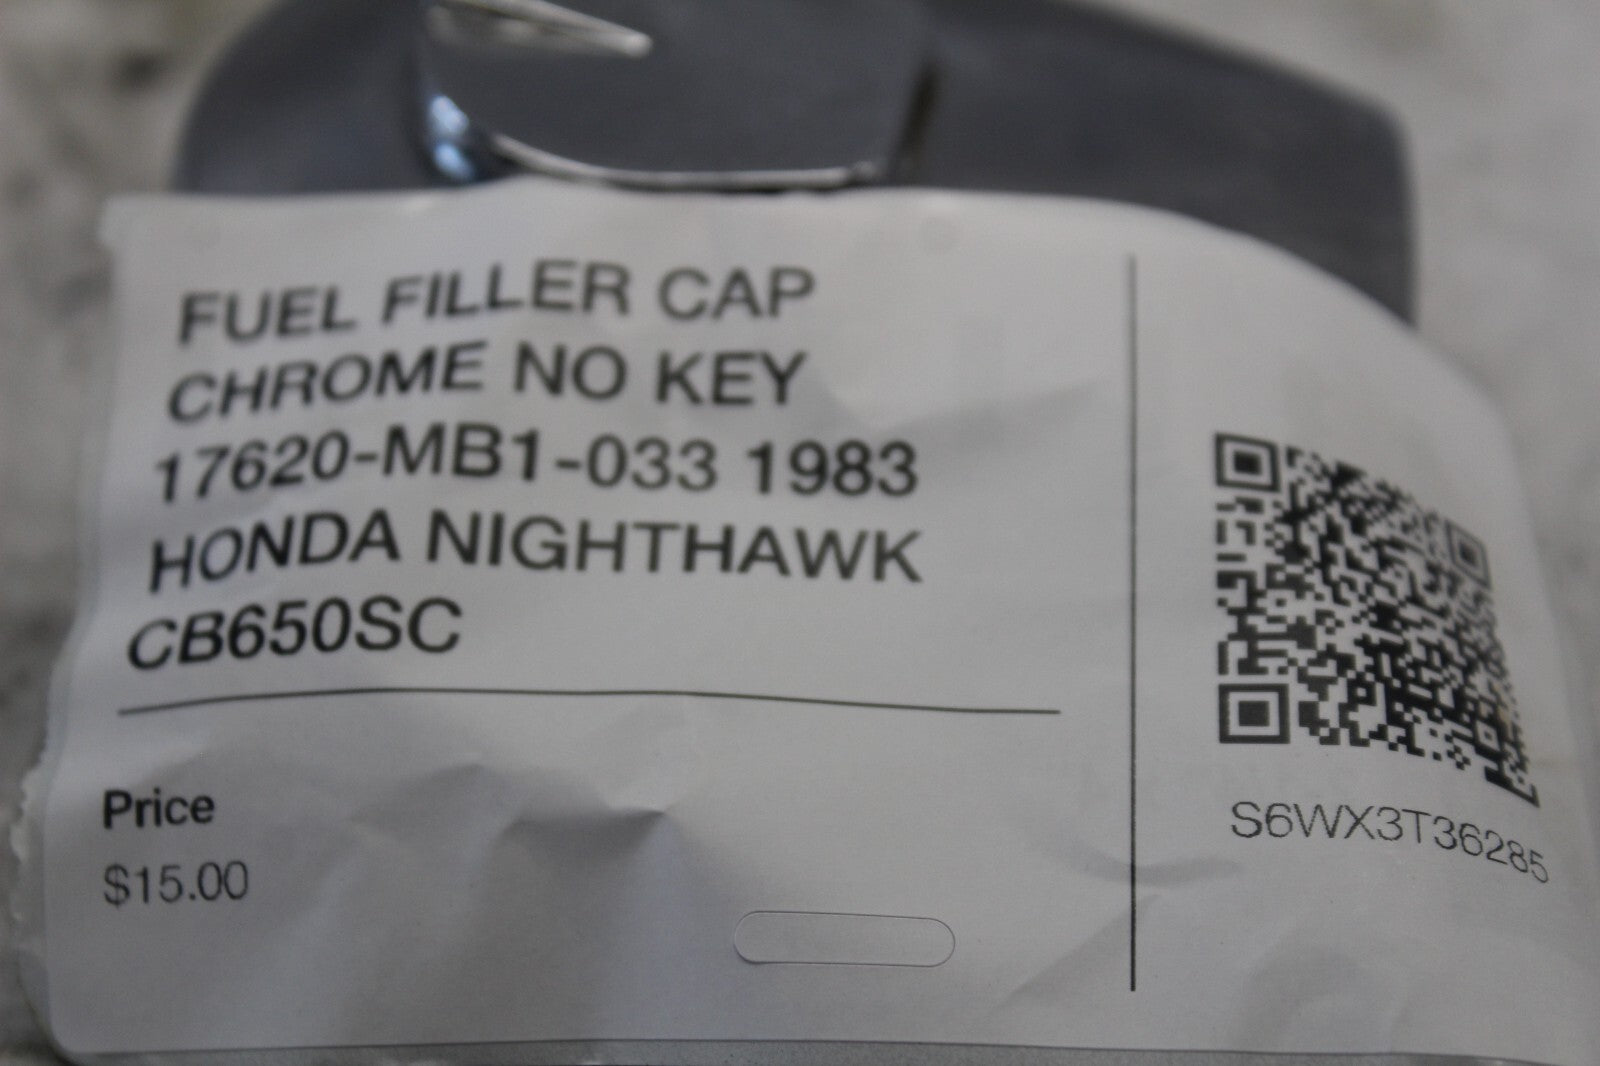 FUEL FILLER CAP
CHROME NO KEY
17620-MB1-033 1983
HONDA NIGHTHAWK
CB650SC
Price
$15.00
S6WX3T36285